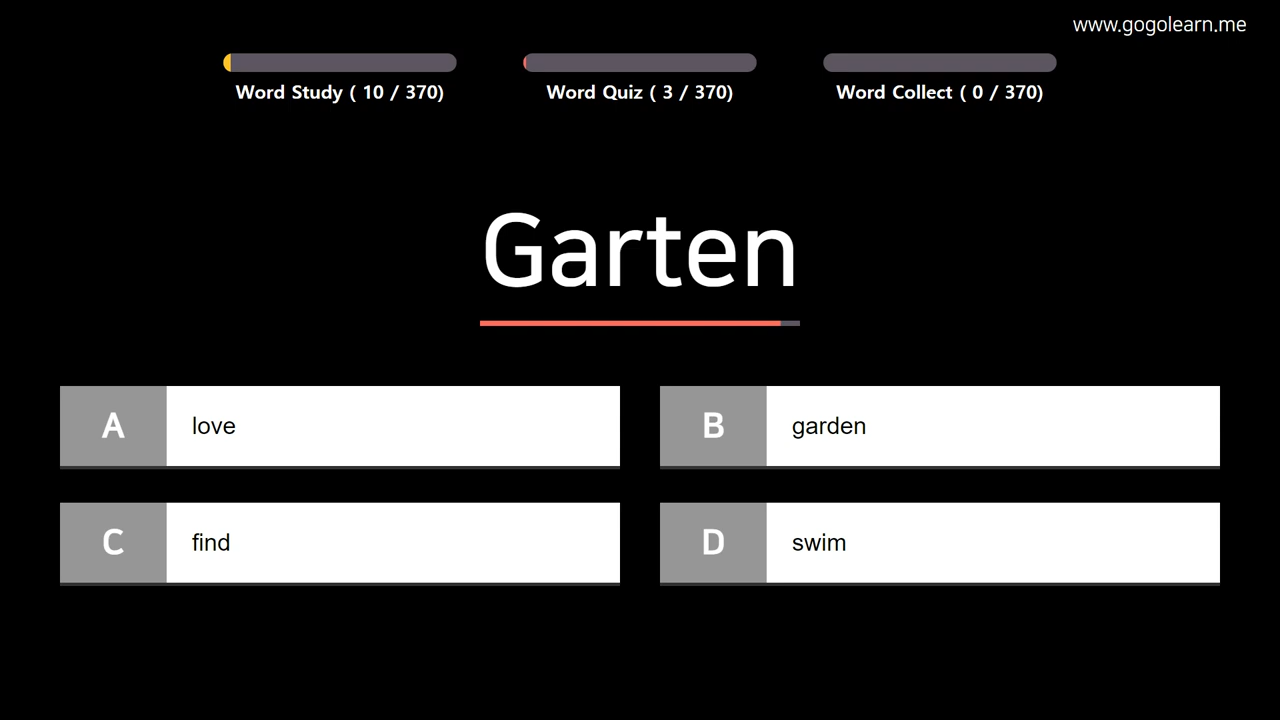 www.gogolearn.me
Word Study ( 10 / 370)
Word Quiz ( 3 / 370)
Word Collect ( 0 / 370)
Garten
A love
B garden
C find
D swim